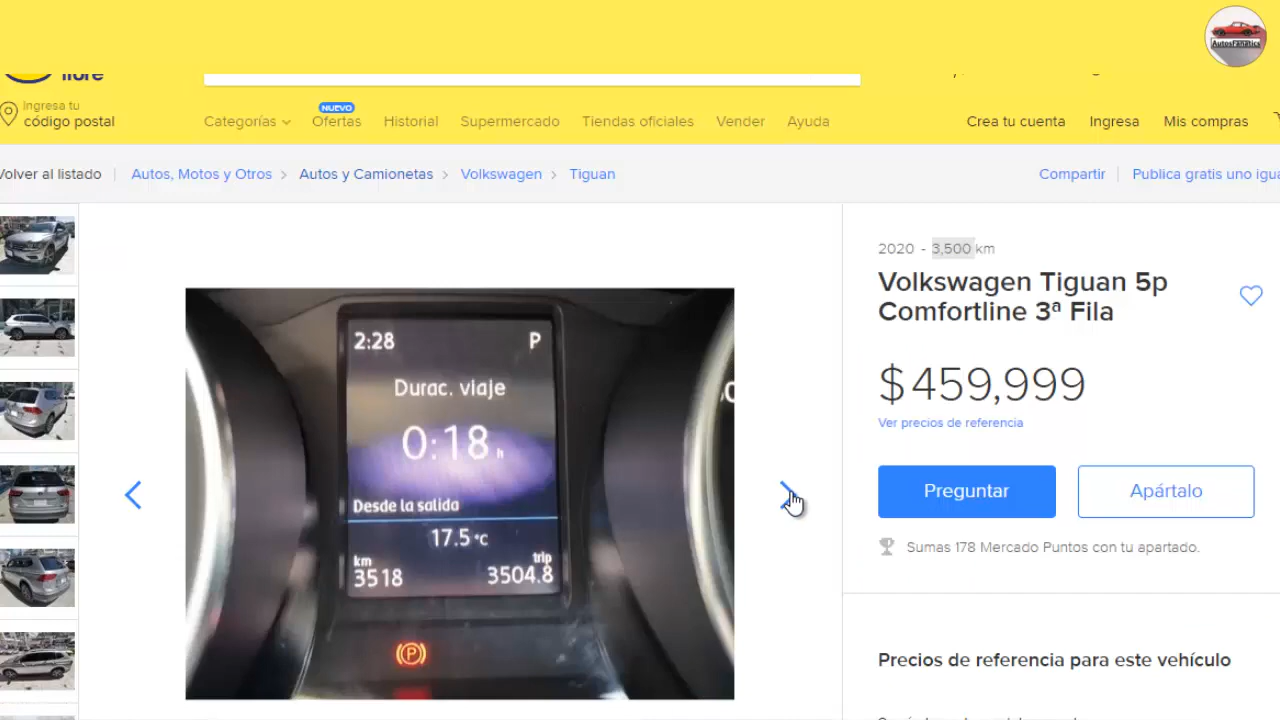 AutosFanatics
libre
Ingresa tu
código postal
Categorías
NUEVO
Ofertas
Historial
Supermercado
Tiendas oficiales
Vender
Ayuda
Crea tu cuenta
Ingresa
Mis compras
Volver al listado
Autos, Motos y Otros
Autos y Camionetas
Volkswagen
Tiguan
Compartir
Publica gratis uno igua
2020 - 3,500 km
Volkswagen Tiguan 5p
Comfortline 3ª Fila
$ 459,999
Ver precios de referencia
Preguntar
Apártalo
Sumas 178 Mercado Puntos con tu apartado.
Precios de referencia para este vehículo
2:28 P
Durac. viaje
0:18 h
Desde la salida
17.5 °C
km trip
3518 3504.8
P